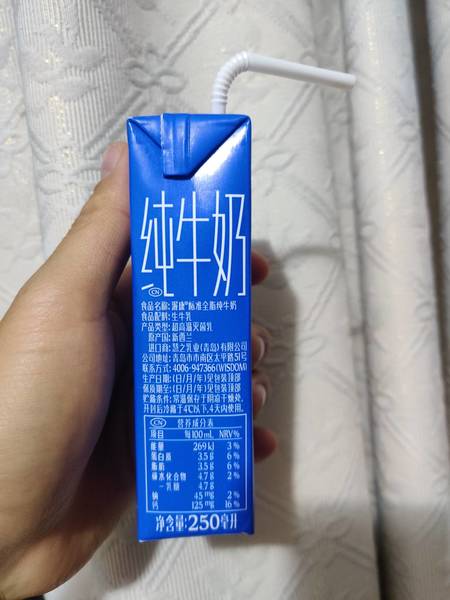 纯牛奶
CN
食品名称:渥康®标准全脂纯牛奶
食品配料:生牛乳
产品类型:超高温灭菌乳
原产国:新西兰
进口商:慧之乳业(青岛)有限公司
公司地址:青岛市市南区太平路51号
联系方式:4006-947366(WISDOM)
生产日期:(日/月/年)见包装顶部
保质期至:(日/月/年)见包装顶部
贮藏条件:常温保存于阴凉干燥处,
开封后冷藏于4℃以下,4天内使用。
CN 营养成分表
项目 每100mL NRV%
能量 269kJ 3%
蛋白质 3.5g 6%
脂肪 3.5g 6%
碳水化合物 4.7g 2%
-乳糖 4.7g
钠 45mg 2%
钙 125mg 16%
净含量:250毫升